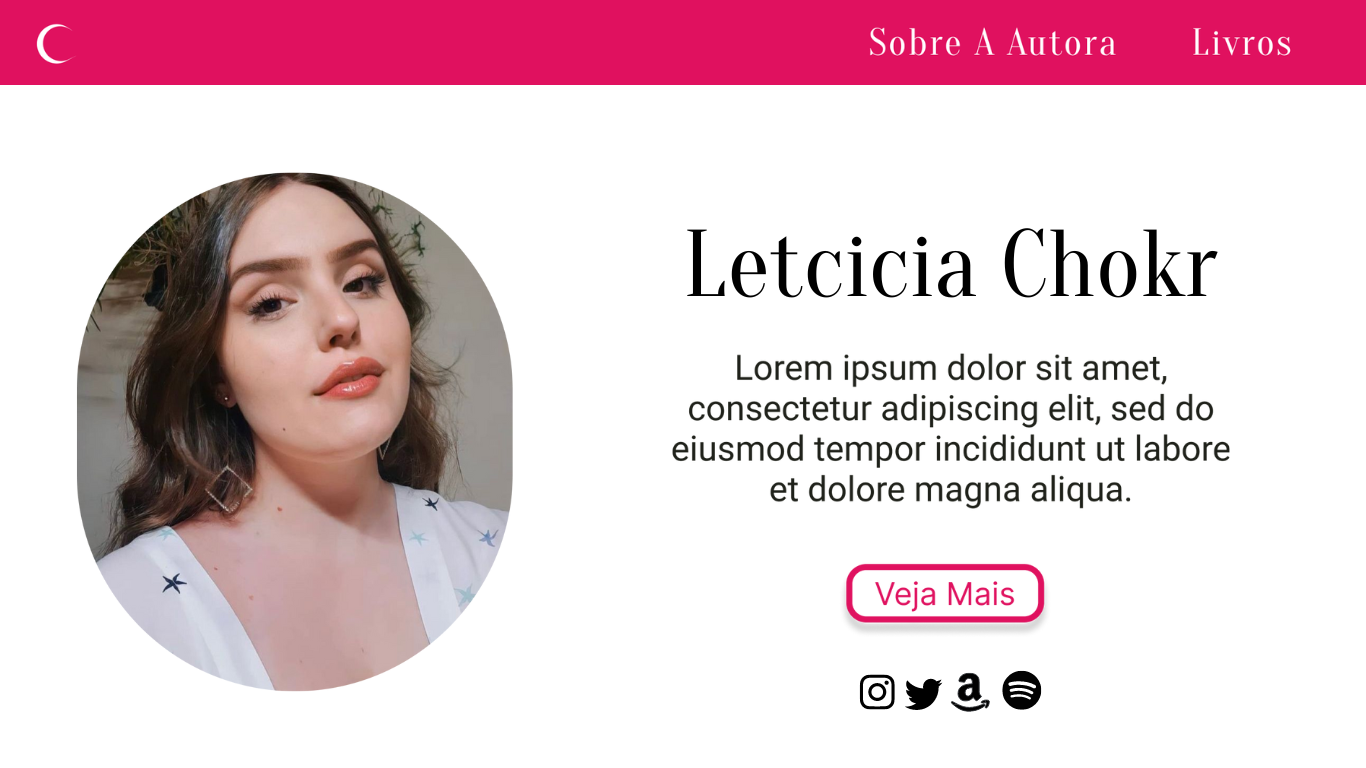 Sobre A Autora Livros
Letcicia Chokr
Lorem ipsum dolor sit amet,
consectetur adipiscing elit, sed do
eiusmod tempor incididunt ut labore
et dolore magna aliqua.
Veja Mais